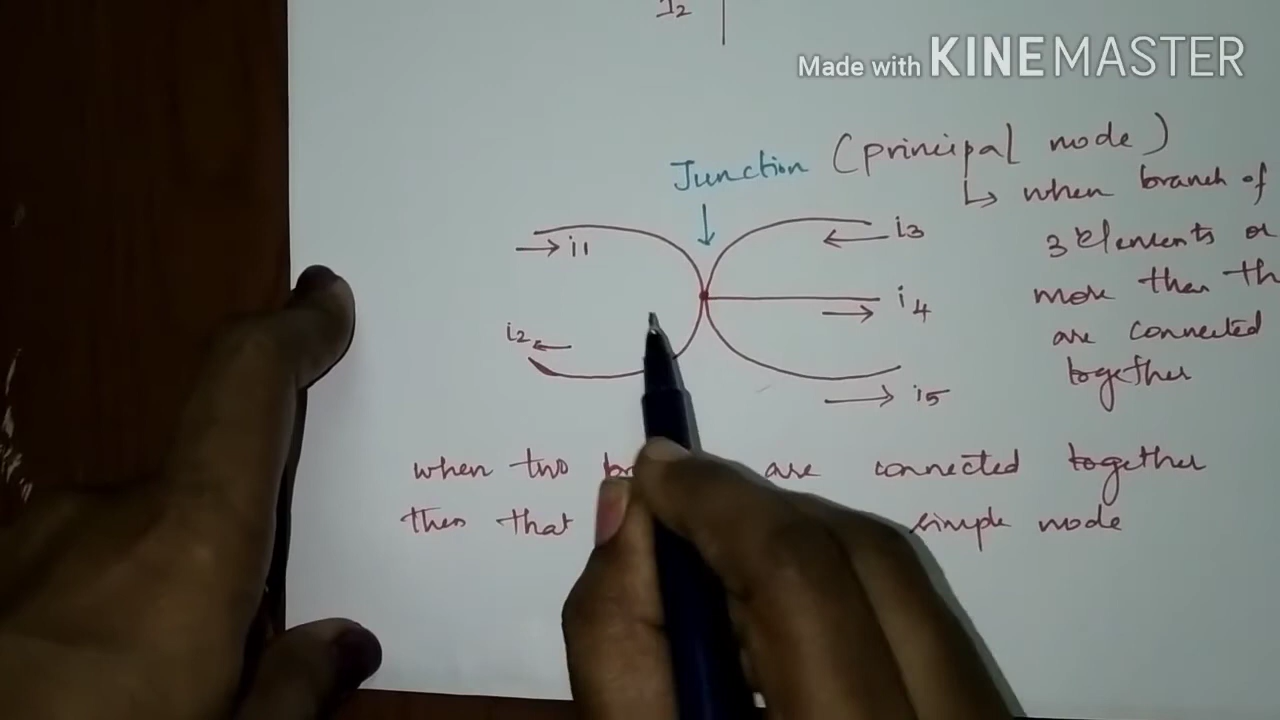 I2
Made with KINEMASTER
Junction (principal node)
when branch of
3 elements or
more than th
are connected
together
i1
i3
i2
i4
i5
when two are connected together
then that simple node